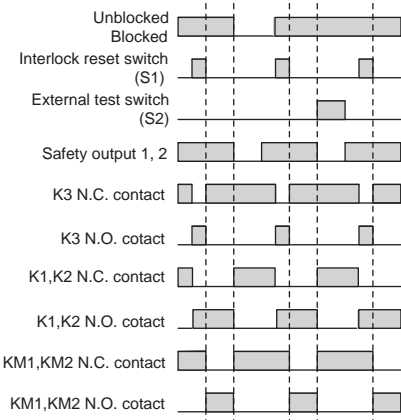 Unblocked
Blocked
Interlock reset switch
(S1)
External test switch
(S2)
Safety output 1, 2
K3 N.C. contact
K3 N.O. cotact
K1,K2 N.C. contact
K1,K2 N.O. cotact
KM1,KM2 N.C. contact
KM1,KM2 N.O. cotact